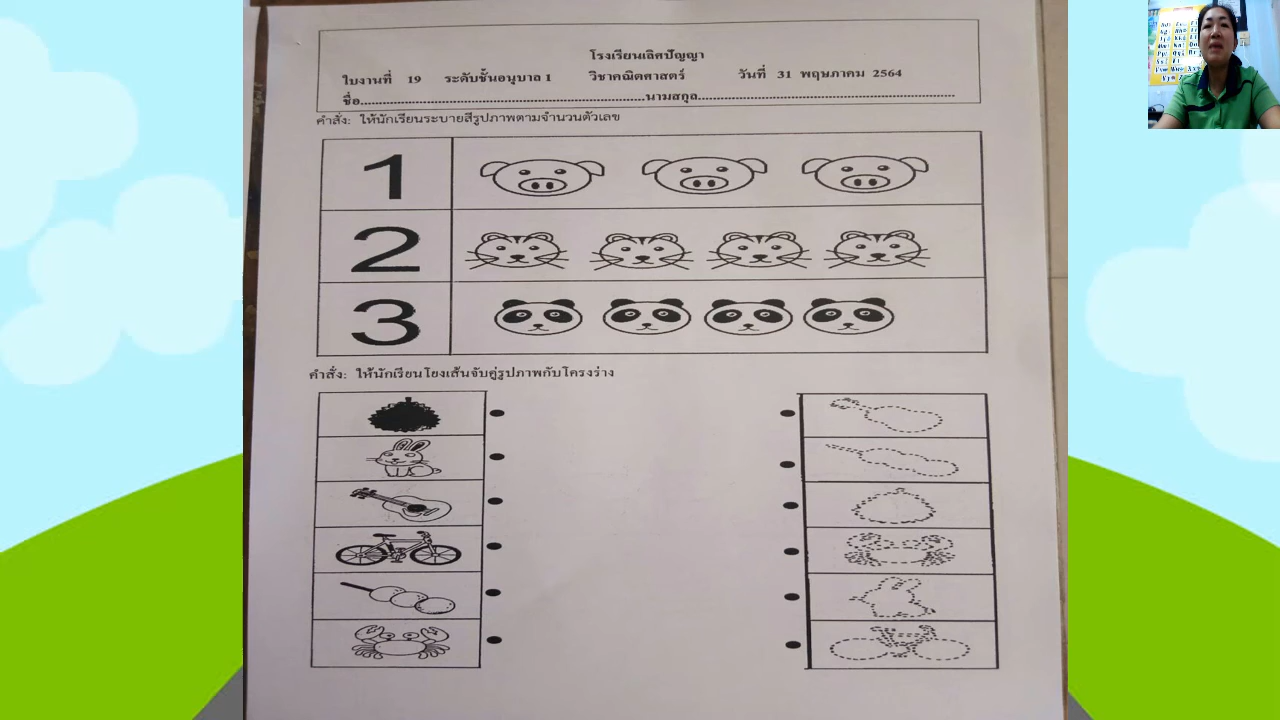 โรงเรียนเลิศปัญญา
ใบงานที่ 19 ระดับชั้นอนุบาล 1 วิชาคณิตศาสตร์ วันที่ 31 พฤษภาคม 2564
ชื่อ..........................................................................นามสกุล...................................................................
คำสั่ง: ให้นักเรียนระบายสีรูปภาพตามจำนวนตัวเลข
1
2
3
คำสั่ง: ให้นักเรียนโยงเส้นจับคู่รูปภาพกับโครงร่าง